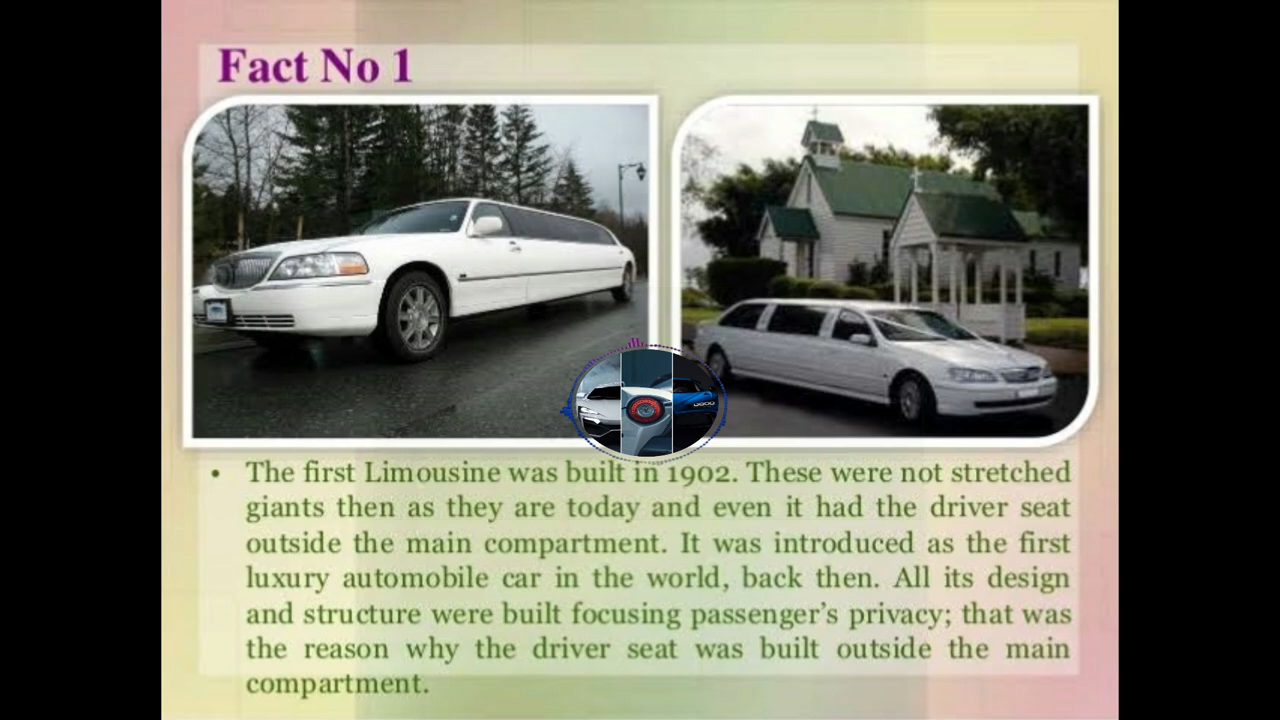 Fact No 1
• The first Limousine was built in 1902. These were not stretched
giants then as they are today and even it had the driver seat
outside the main compartment. It was introduced as the first
luxury automobile car in the world, back then. All its design
and structure were built focusing passenger's privacy; that was
the reason why the driver seat was built outside the main
compartment.